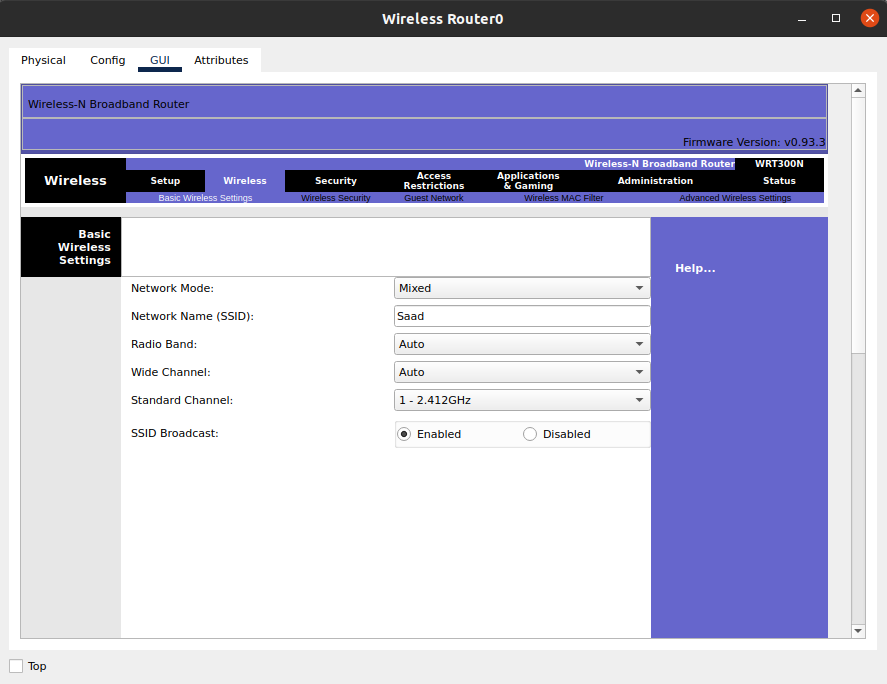 Wireless Router0
Physical Config GUI Attributes
Wireless-N Broadband Router
Firmware Version: v0.93.3
Wireless-N Broadband Router WRT300N
Wireless Setup Wireless Security Access Restrictions Applications & Gaming Administration Status
Basic Wireless Settings Wireless Security Guest Network Wireless MAC Filter Advanced Wireless Settings
Basic
Wireless
Settings
Help...
Network Mode: Mixed
Network Name (SSID): Saad
Radio Band: Auto
Wide Channel: Auto
Standard Channel: 1 - 2.412GHz
SSID Broadcast: Enabled Disabled
Top